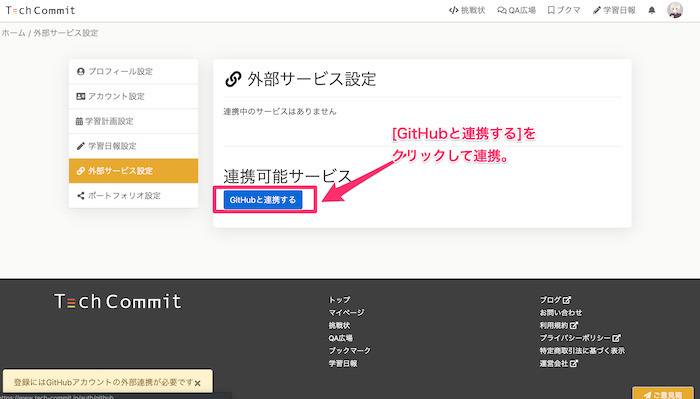 Tech Commit
挑戦状 QA広場 ブクマ 学習日報
ホーム / 外部サービス設定
プロフィール設定
アカウント設定
学習計画設定
学習日報設定
外部サービス設定
ポートフォリオ設定
外部サービス設定
連携中のサービスはありません
[GitHubと連携する]を
クリックして連携。
連携可能サービス
GitHubと連携する
Tech Commit
トップ
マイページ
挑戦状
QA広場
ブックマーク
学習日報
ブログ
お問い合わせ
利用規約
プライバシーポリシー
特定商取引法に基づく表示
運営会社
登録にはGitHubアカウントの外部連携が必要です×
https://www.tech-commit.jp/auth/github
ご意見箱